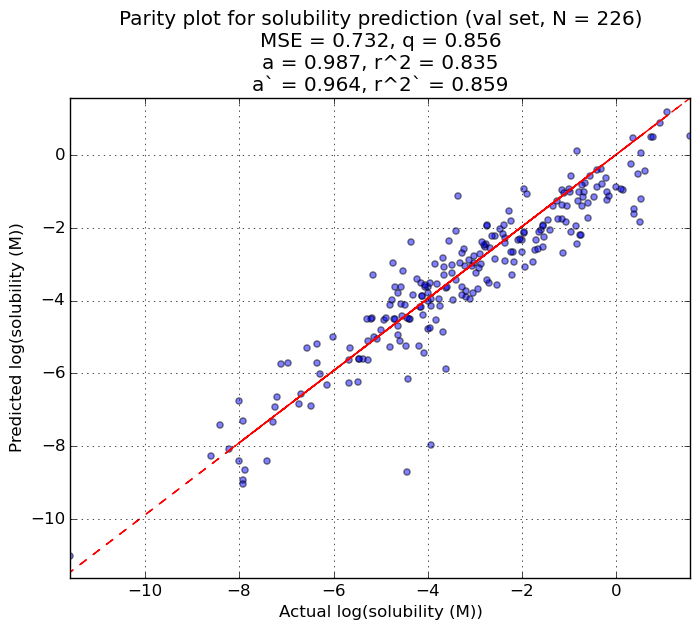 Parity plot for solubility prediction (val set, N = 226)
MSE = 0.732, q = 0.856
a = 0.987, r^2 = 0.835
a` = 0.964, r^2` = 0.859
0
−2
−4
−6
−8
−10
Predicted log(solubility (M))
−10 −8 −6 −4 −2 0
Actual log(solubility (M))